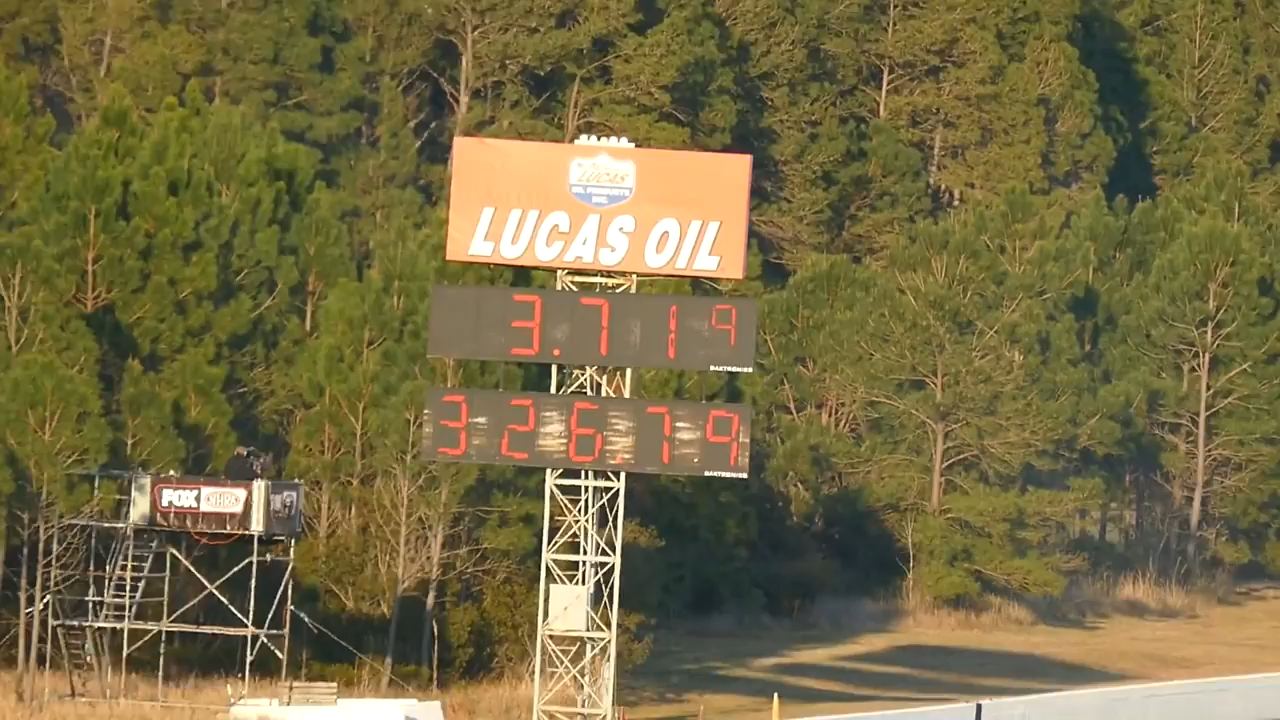 LUCAS
OIL PRODUCTS
INC.
LUCAS OIL
3.719
DAKTRONICS
326.79
DAKTRONICS
FOX NHRA